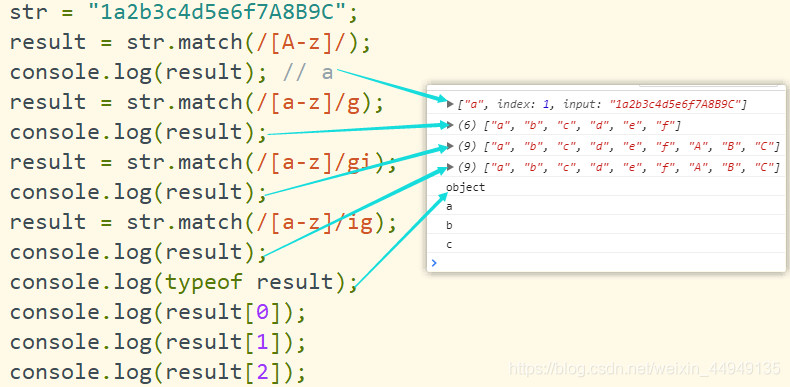 str = "1a2b3c4d5e6f7A8B9C";
result = str.match(/[A-z]/);
console.log(result); // a
result = str.match(/[a-z]/g);
console.log(result);
result = str.match(/[a-z]/gi);
console.log(result);
result = str.match(/[a-z]/ig);
console.log(result);
console.log(typeof result);
console.log(result[0]);
console.log(result[1]);
console.log(result[2]);
▶ ["a", index: 1, input: "1a2b3c4d5e6f7A8B9C"]
▶ (6) ["a", "b", "c", "d", "e", "f"]
▶ (9) ["a", "b", "c", "d", "e", "f", "A", "B", "C"]
▶ (9) ["a", "b", "c", "d", "e", "f", "A", "B", "C"]
object
a
b
c
>
https://blog.csdn.net/weixin_44949135